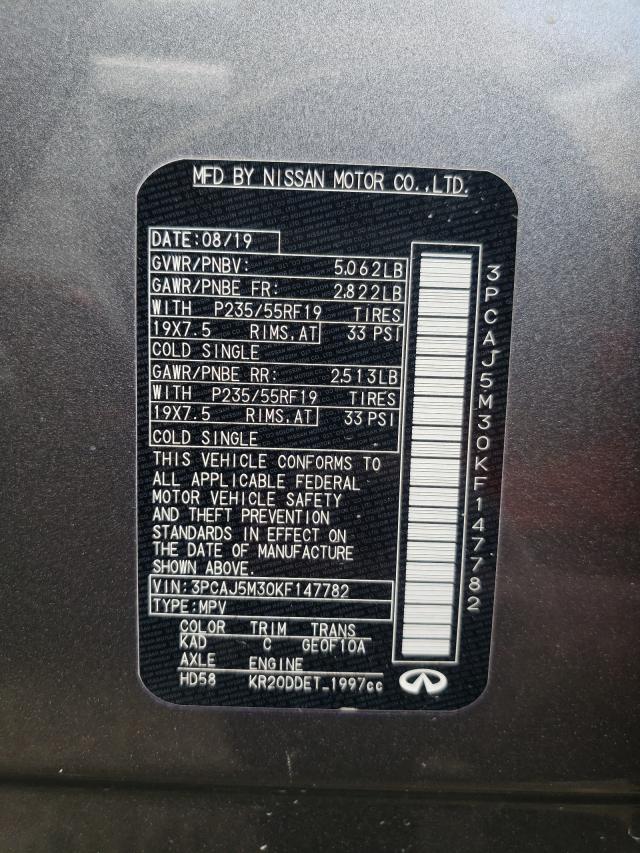 MFD BY NISSAN MOTOR CO.,LTD.
DATE:08/19
GVWR/PNBV: 5.062LB
GAWR/PNBE FR: 2.822LB
WITH P235/55RF19 TIRES
19X7.5 RIMS.AT 33 PSI
COLD SINGLE
GAWR/PNBE RR: 2.513LB
WITH P235/55RF19 TIRES
19X7.5 RIMS.AT 33 PSI
COLD SINGLE
THIS VEHICLE CONFORMS TO
ALL APPLICABLE FEDERAL
MOTOR VEHICLE SAFETY
AND THEFT PREVENTION
STANDARDS IN EFFECT ON
THE DATE OF MANUFACTURE
SHOWN ABOVE.
VIN:3PCAJ5M30KF147782
TYPE:MPV
COLOR TRIM TRANS
KAD C GE0F10A
AXLE ENGINE
HD58 KR20DDET_1997cc
3PCAJ5M30KF147782